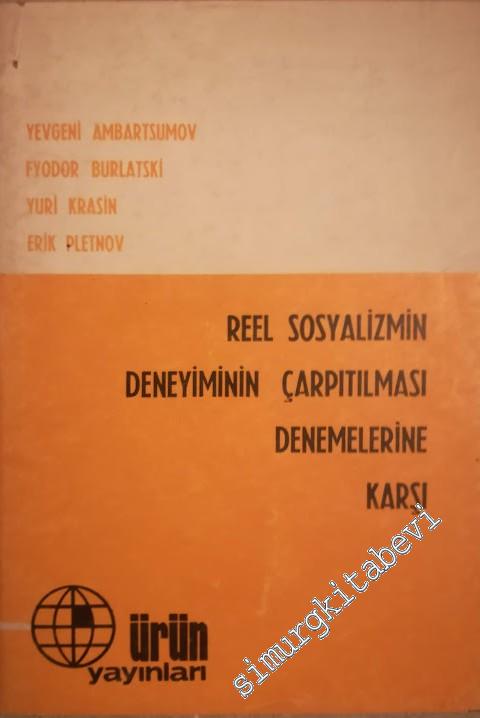 YEVGENİ AMBARTSUMOV
FYODOR BURLATSKİ
YURİ KRASİN
ERİK PLETNOV
REEL SOSYALİZMİN
DENEYİMİNİN ÇARPITILMASI
DENEMELERİNE
KARŞI
ürün
yayınları
simurgkitabevi